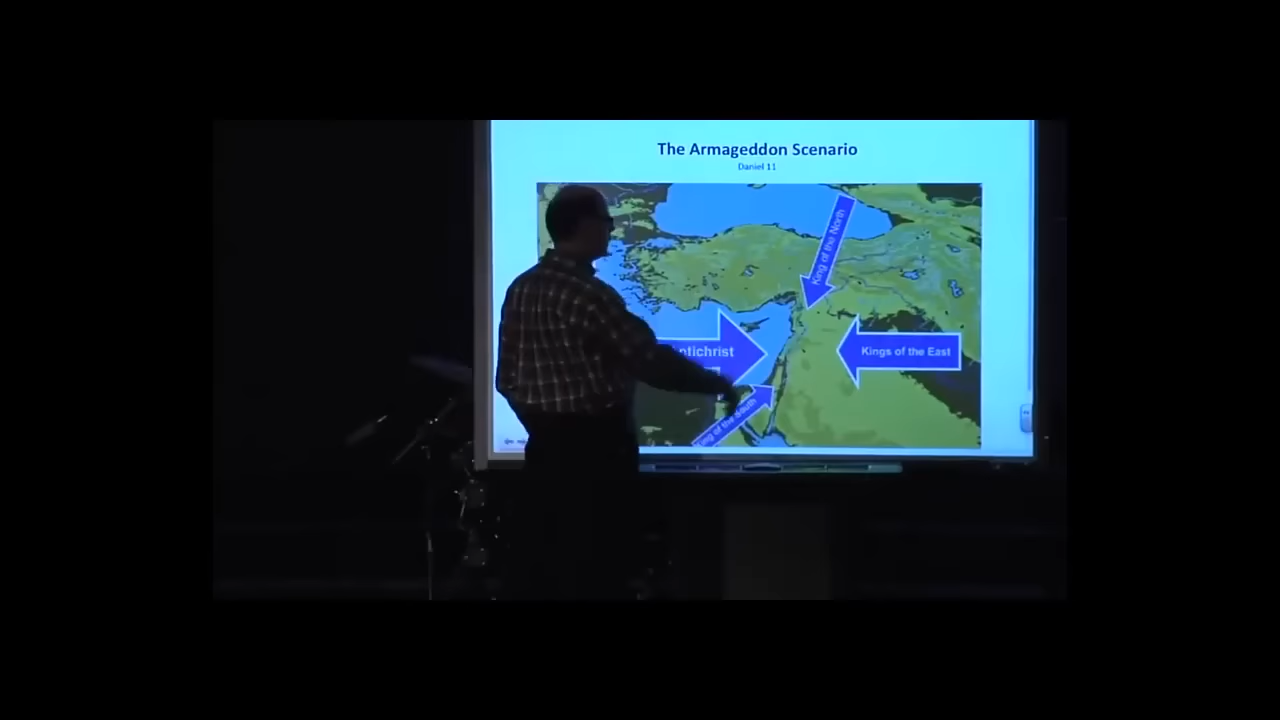 The Armageddon Scenario
Daniel 11
King of the North
ntichrist
Kings of the East
ing of the South